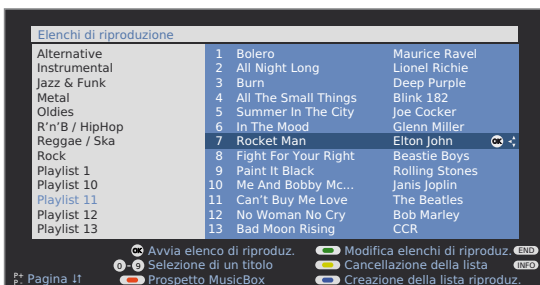 Elenchi di riproduzione
Alternative 1 Bolero Maurice Ravel
Instrumental 2 All Night Long Lionel Richie
Jazz & Funk 3 Burn Deep Purple
Metal 4 All The Small Things Blink 182
Oldies 5 Summer In The City Joe Cocker
R'n'B / HipHop 6 In The Mood Glenn Miller
Reggae / Ska 7 Rocket Man Elton John OK
Rock 8 Fight For Your Right Beastie Boys
Playlist 1 9 Paint It Black Rolling Stones
Playlist 10 10 Me And Bobby Mc... Janis Joplin
Playlist 11 11 Can't Buy Me Love The Beatles
Playlist 12 12 No Woman No Cry Bob Marley
Playlist 13 13 Bad Moon Rising CCR
OK Avvia elenco di riproduz. Modifica elenchi di riproduz. END
0-9 Selezione di un titolo Cancellazione della lista INFO
P+ P- Pagina ↓↑ Prospetto MusicBox Creazione della lista riproduz.